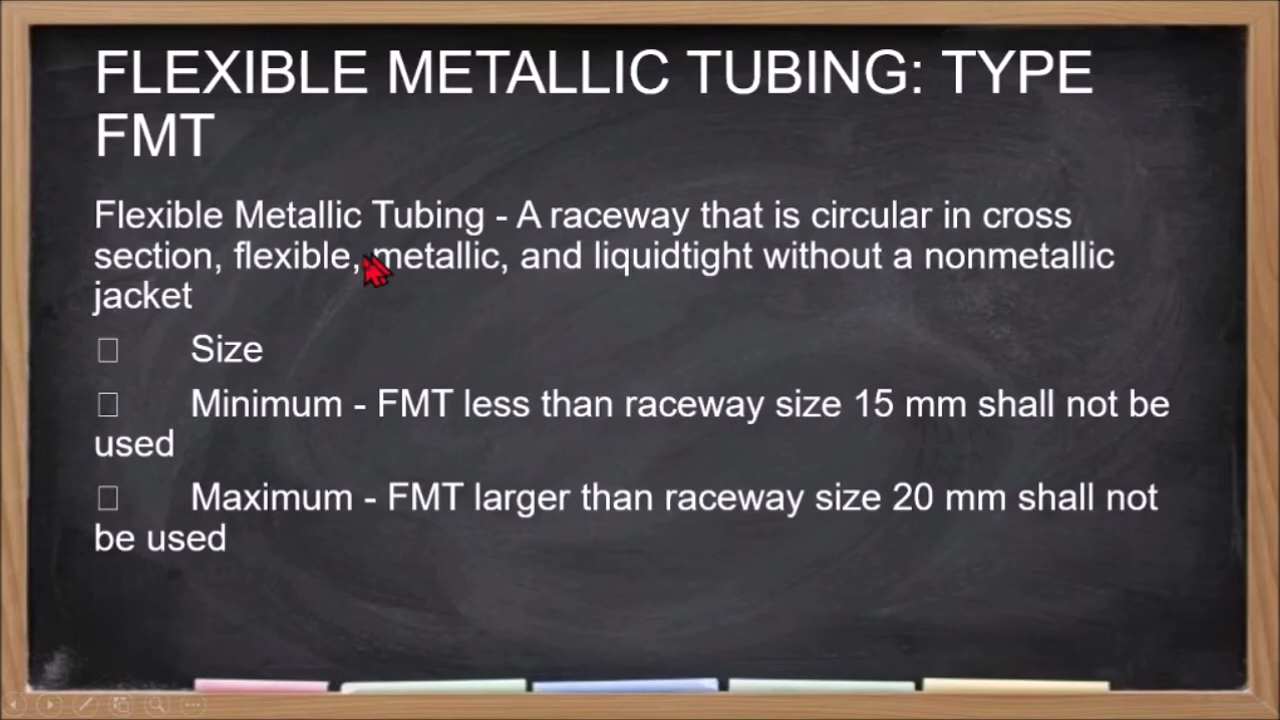 FLEXIBLE METALLIC TUBING: TYPE
FMT
Flexible Metallic Tubing - A raceway that is circular in cross
section, flexible, metallic, and liquidtight without a nonmetallic
jacket
Size
Minimum - FMT less than raceway size 15 mm shall not be
used
Maximum - FMT larger than raceway size 20 mm shall not
be used